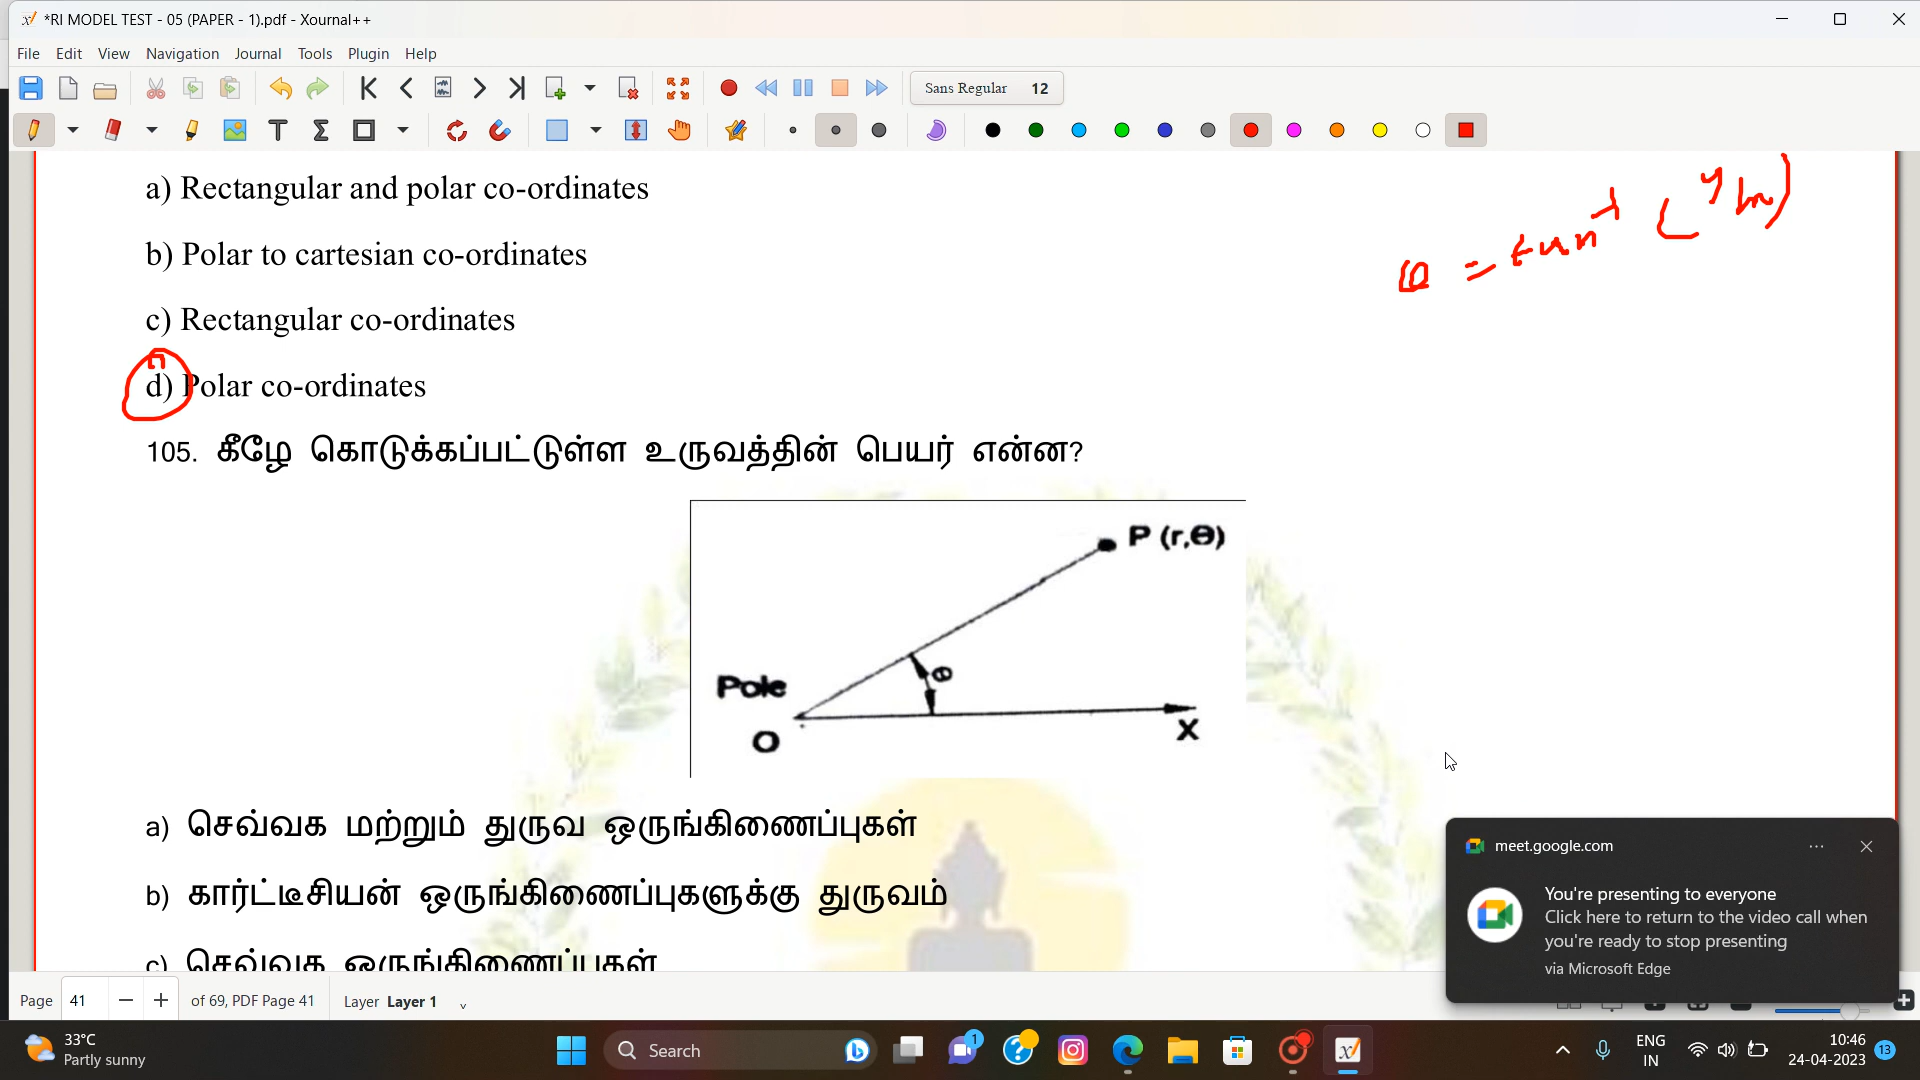 *RI MODEL TEST - 05 (PAPER - 1).pdf - Xournal++
File Edit View Navigation Journal Tools Plugin Help
Sans Regular 12
a) Rectangular and polar co-ordinates
b) Polar to cartesian co-ordinates
c) Rectangular co-ordinates
d) Polar co-ordinates
105. கீழே கொடுக்கப்பட்டுள்ள உருவத்தின் பெயர் என்ன?
P (r,Θ)
Θ
Pole
O
X
a) செவ்வக மற்றும் துருவ ஒருங்கிணைப்புகள்
b) கார்ட்டீசியன் ஒருங்கிணைப்புகளுக்கு துருவம்
c) செவ்வக ஒருங்கிணைப்புகள்
meet.google.com
You're presenting to everyone
Click here to return to the video call when
you're ready to stop presenting
via Microsoft Edge
Page 41 of 69, PDF Page 41 Layer Layer 1
33°C
Partly sunny
Search
1
ENG
IN
10:46
24-04-2023
13